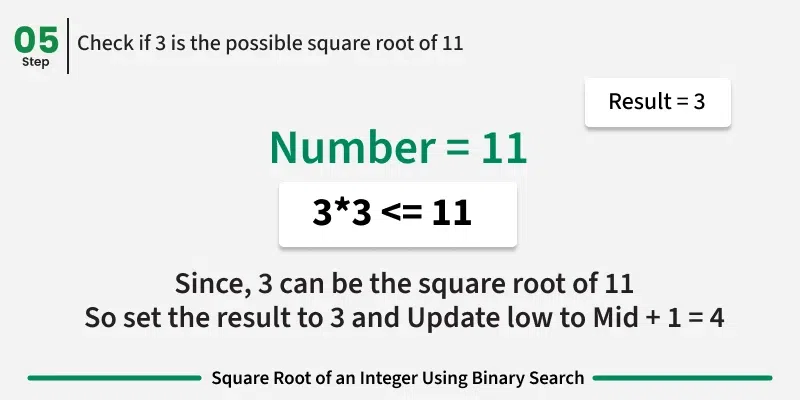 05
Step
Check if 3 is the possible square root of 11
Result = 3
Number = 11
3*3 <= 11
Since, 3 can be the square root of 11
So set the result to 3 and Update low to Mid + 1 = 4
Square Root of an Integer Using Binary Search